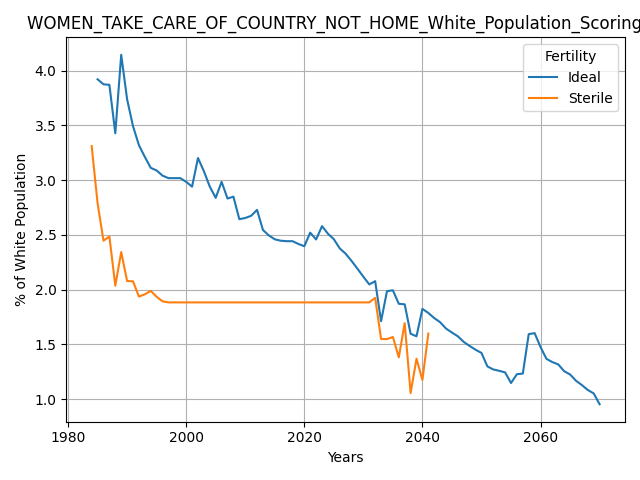 WOMEN_TAKE_CARE_OF_COUNTRY_NOT_HOME_White_Population_Scoring
Fertility
Ideal
Sterile
4.0
3.5
3.0
2.5
2.0
1.5
1.0
% of White Population
1980
2000
2020
2040
2060
Years